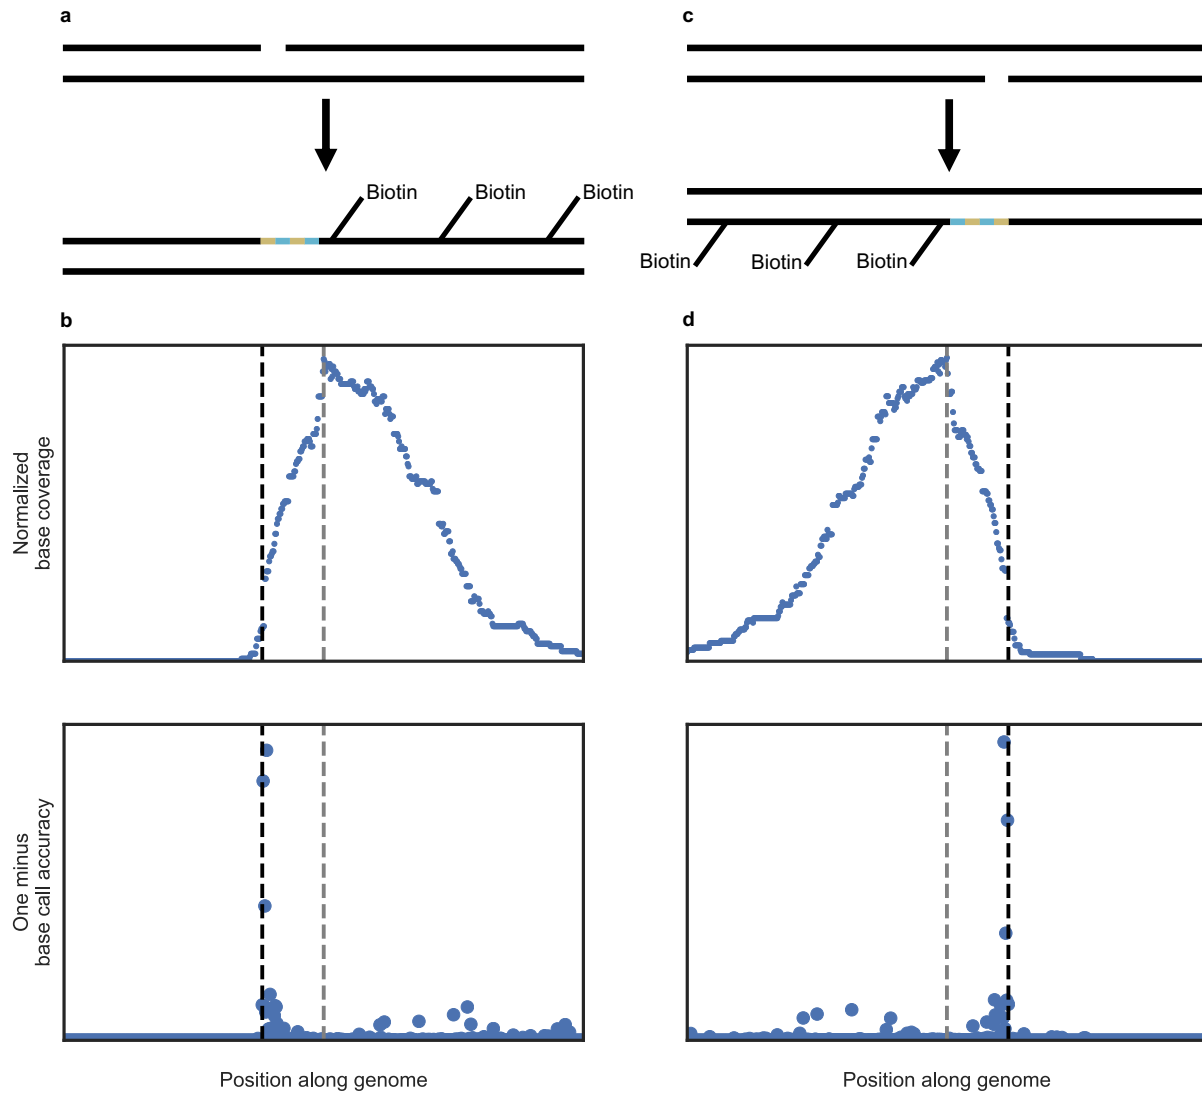 a
c
Biotin
Biotin
Biotin
Biotin
Biotin
Biotin
b
d
Normalized
base coverage
One minus
base call accuracy
Position along genome
Position along genome